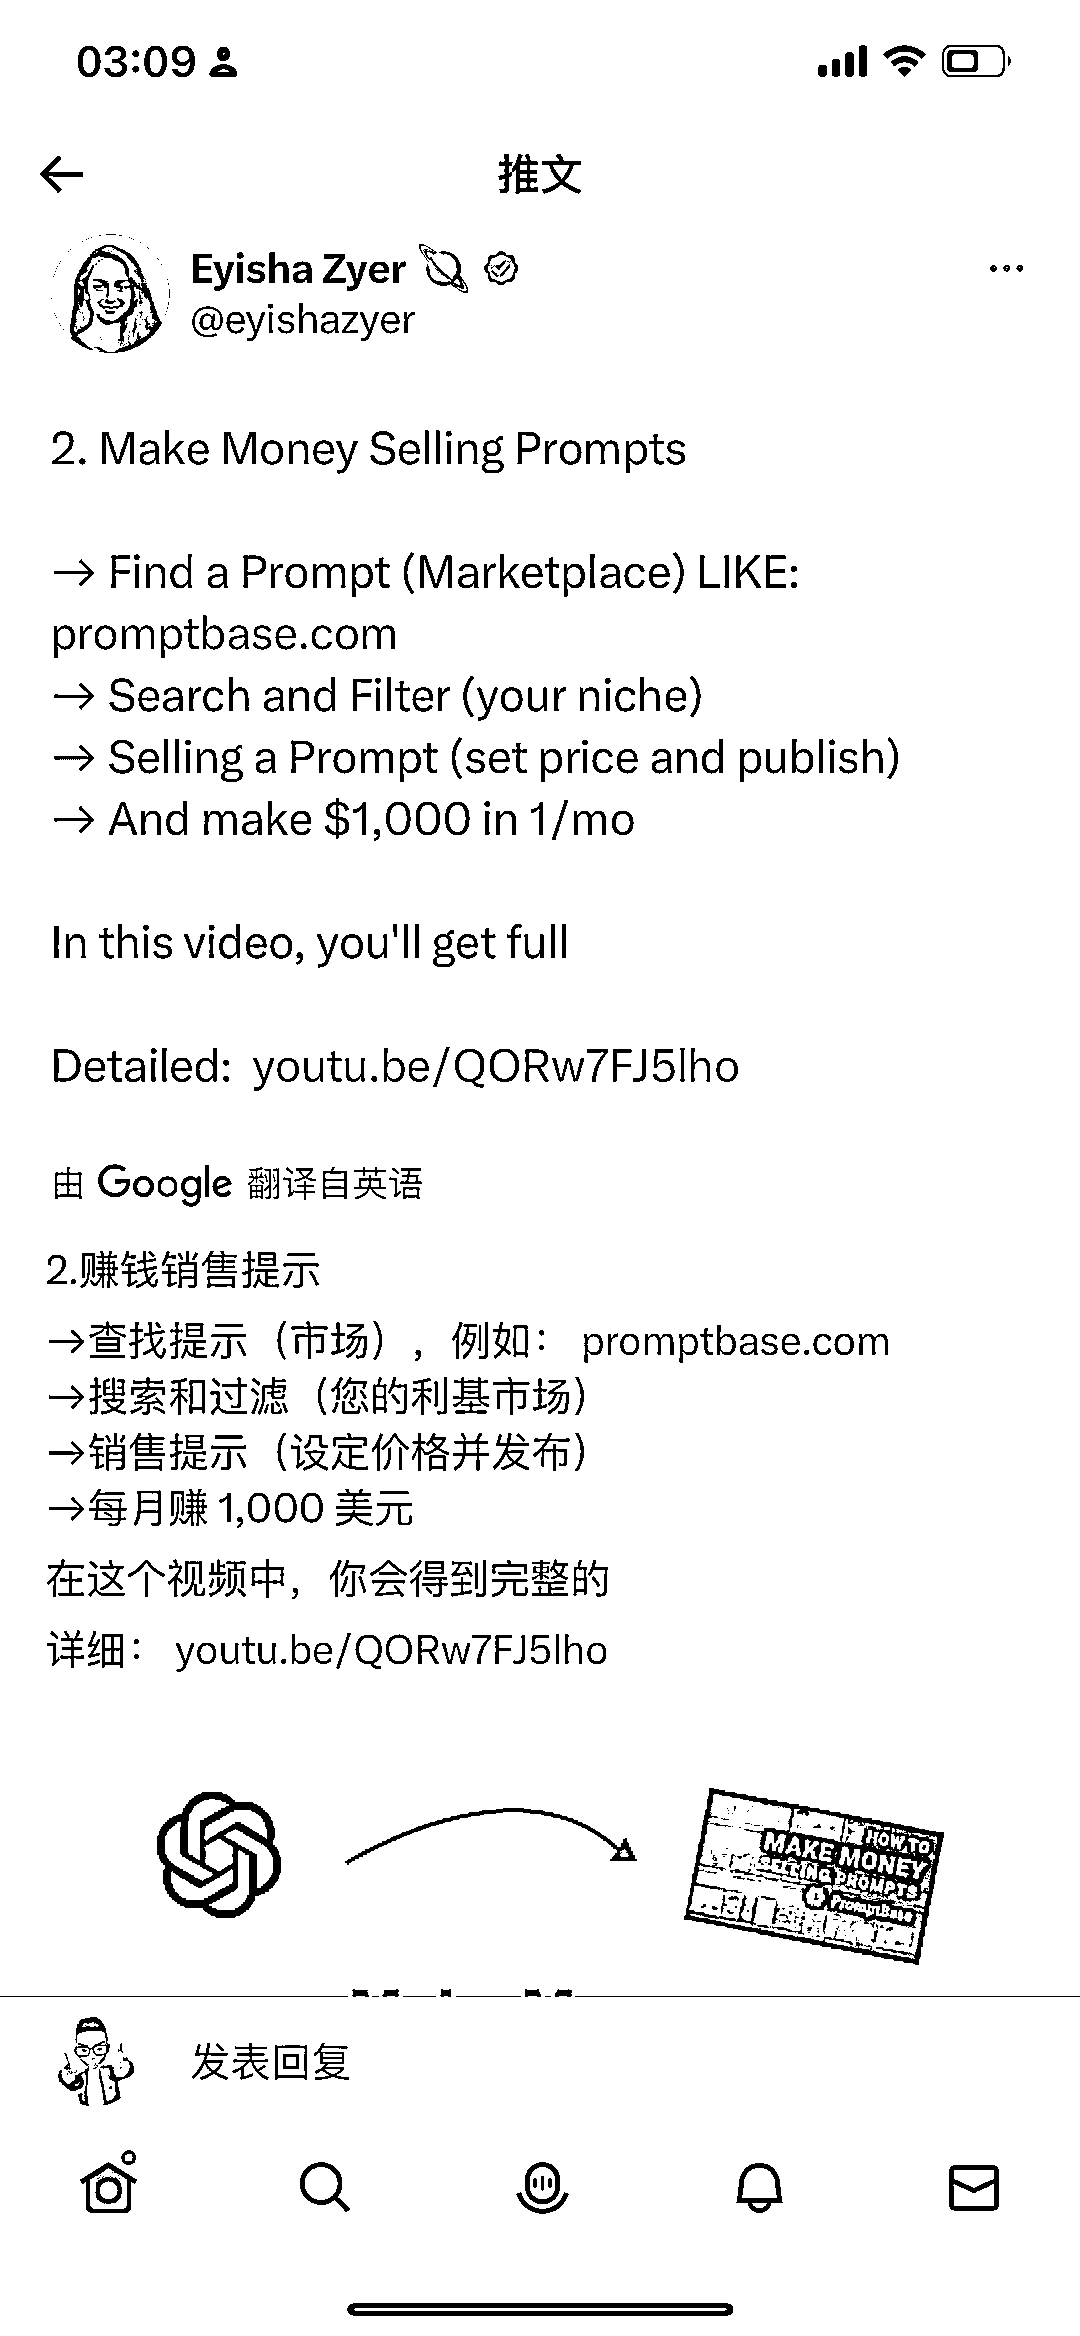 03:09
推文
Eyisha Zyer
@eyishazyer
2. Make Money Selling Prompts
→ Find a Prompt (Marketplace) LIKE:
promptbase.com
→ Search and Filter (your niche)
→ Selling a Prompt (set price and publish)
→ And make $1,000 in 1/mo
In this video, you'll get full
Detailed: youtu.be/QORw7FJ5lho
由 Google 翻译自英语
2.赚钱销售提示
→查找提示（市场），例如： promptbase.com
→搜索和过滤（您的利基市场）
→销售提示（设定价格并发布）
→每月赚 1,000 美元
在这个视频中，你会得到完整的
详细： youtu.be/QORw7FJ5lho
HOW TO
MAKE MONEY
SELLING PROMPTS
PromptBase
发表回复